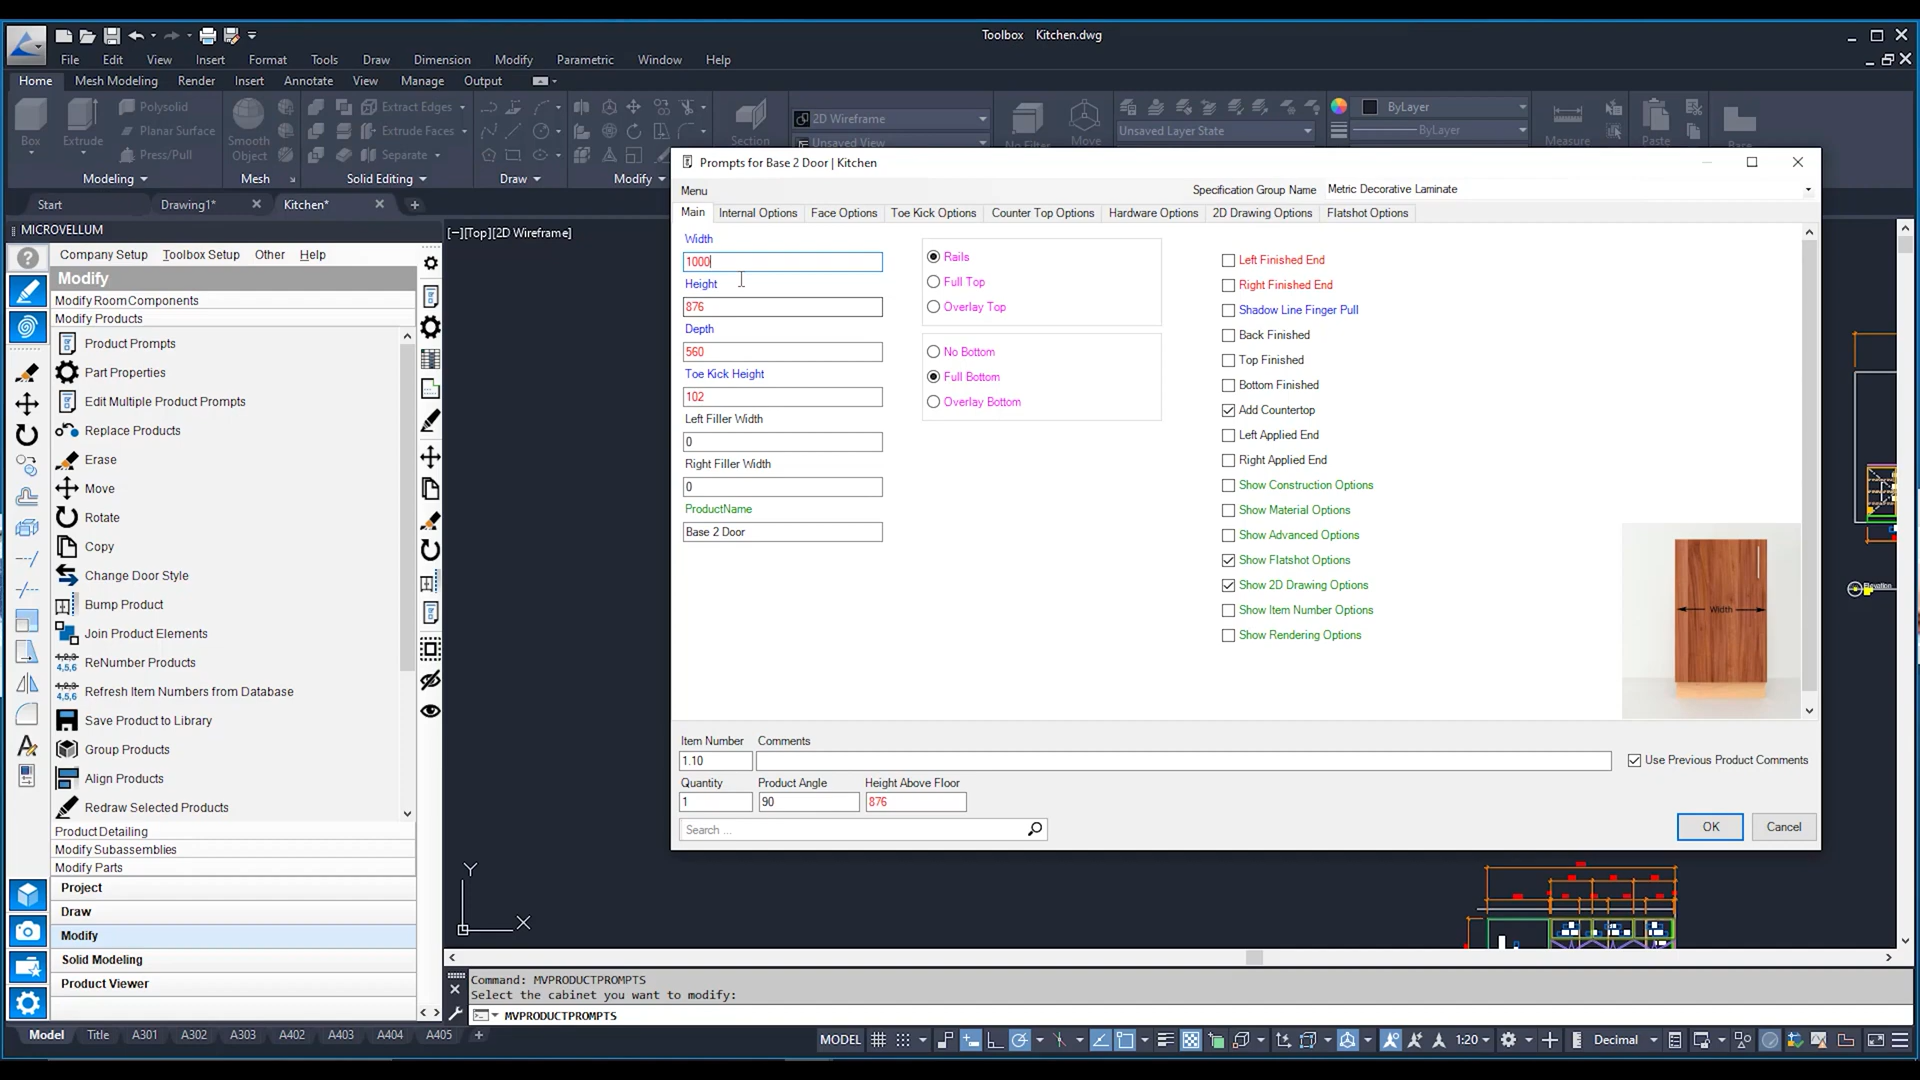 Toolbox Kitchen.dwg
File Edit View Insert Format Tools Draw Dimension Modify Parametric Window Help
Home Mesh Modeling Render Insert Annotate View Manage Output
Box
Extrude
Polysolid
Planar Surface
Press/Pull
Modeling
Smooth
Object
Mesh
Extrude Edges
Extrude Faces
Separate
Solid Editing
Draw
Modify
Section
2D Wireframe
Unsaved View
No Filter
Move
Unsaved Layer State
ByLayer
ByLayer
Measure
Paste
Base
Start Drawing1* Kitchen*
MICROVELLUM
Company Setup Toolbox Setup Other Help
Modify
Modify Room Components
Modify Products
Product Prompts
Part Properties
Edit Multiple Product Prompts
Replace Products
Erase
Move
Rotate
Copy
Change Door Style
Bump Product
Join Product Elements
ReNumber Products
Refresh Item Numbers from Database
Save Product to Library
Group Products
Align Products
Redraw Selected Products
Product Detailing
Modify Subassemblies
Modify Parts
Project
Draw
Modify
Solid Modeling
Product Viewer
[−][Top][2D Wireframe]
Prompts for Base 2 Door | Kitchen
Menu
Specification Group Name Metric Decorative Laminate
Main Internal Options Face Options Toe Kick Options Counter Top Options Hardware Options 2D Drawing Options Flatshot Options
Width
1000
Height
876
Depth
560
Toe Kick Height
102
Left Filler Width
0
Right Filler Width
0
ProductName
Base 2 Door
Rails
Full Top
Overlay Top
No Bottom
Full Bottom
Overlay Bottom
Left Finished End
Right Finished End
Shadow Line Finger Pull
Back Finished
Top Finished
Bottom Finished
Add Countertop
Left Applied End
Right Applied End
Show Construction Options
Show Material Options
Show Advanced Options
Show Flatshot Options
Show 2D Drawing Options
Show Item Number Options
Show Rendering Options
Width
Item Number Comments
1.10
Use Previous Product Comments
Quantity Product Angle Height Above Floor
1 90 876
Search ...
OK Cancel
Elevation
Y
X
Command: MVPRODUCTPROMPTS
Select the cabinet you want to modify:
MVPRODUCTPROMPTS
Model Title A301 A302 A303 A402 A403 A404 A405
MODEL 1:20 Decimal